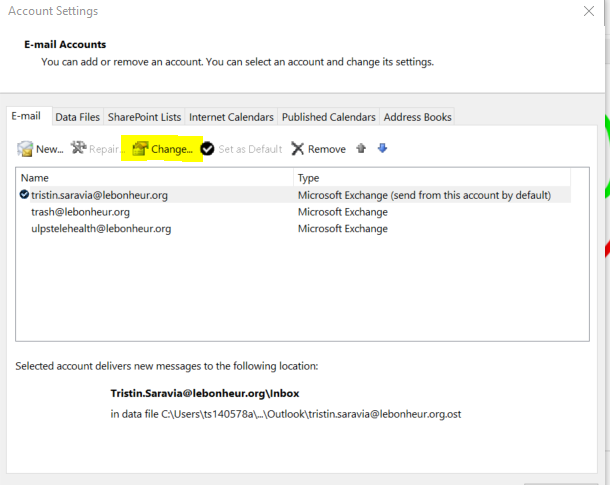 Account Settings
E-mail Accounts
You can add or remove an account. You can select an account and change its settings.
E-mail Data Files SharePoint Lists Internet Calendars Published Calendars Address Books
New... Repair... Change... Set as Default Remove
Name Type
tristin.saravia@lebonheur.org Microsoft Exchange (send from this account by default)
trash@lebonheur.org Microsoft Exchange
ulpstelehealth@lebonheur.org Microsoft Exchange
Selected account delivers new messages to the following location:
Tristin.Saravia@lebonheur.org\Inbox
in data file C:\Users\ts140578a\...\Outlook\tristin.saravia@lebonheur.org.ost